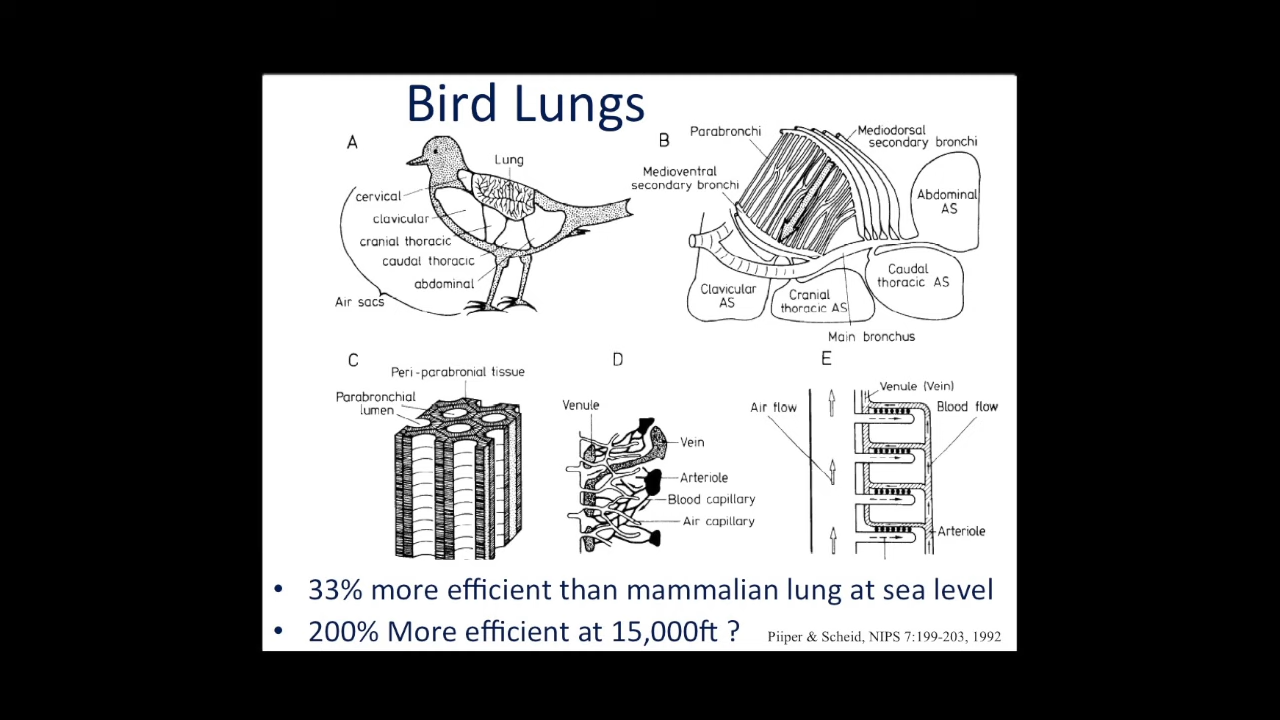 Bird Lungs
A
Lung
cervical
clavicular
cranial thoracic
caudal thoracic
abdominal
Air sacs
B
Parabronchi
Mediodorsal
secondary bronchi
Medioventral
secondary bronchi
Abdominal
AS
Caudal
thoracic AS
Clavicular
AS
Cranial
thoracic AS
Main bronchus
C
Peri-parabronial tissue
Parabronchial
lumen
D
Venule
Vein
Arteriole
Blood capillary
Air capillary
E
Venule (Vein)
Air flow
Blood flow
Arteriole
• 33% more efficient than mammalian lung at sea level
• 200% More efficient at 15,000ft ?
Piiper & Scheid, NIPS 7:199-203, 1992